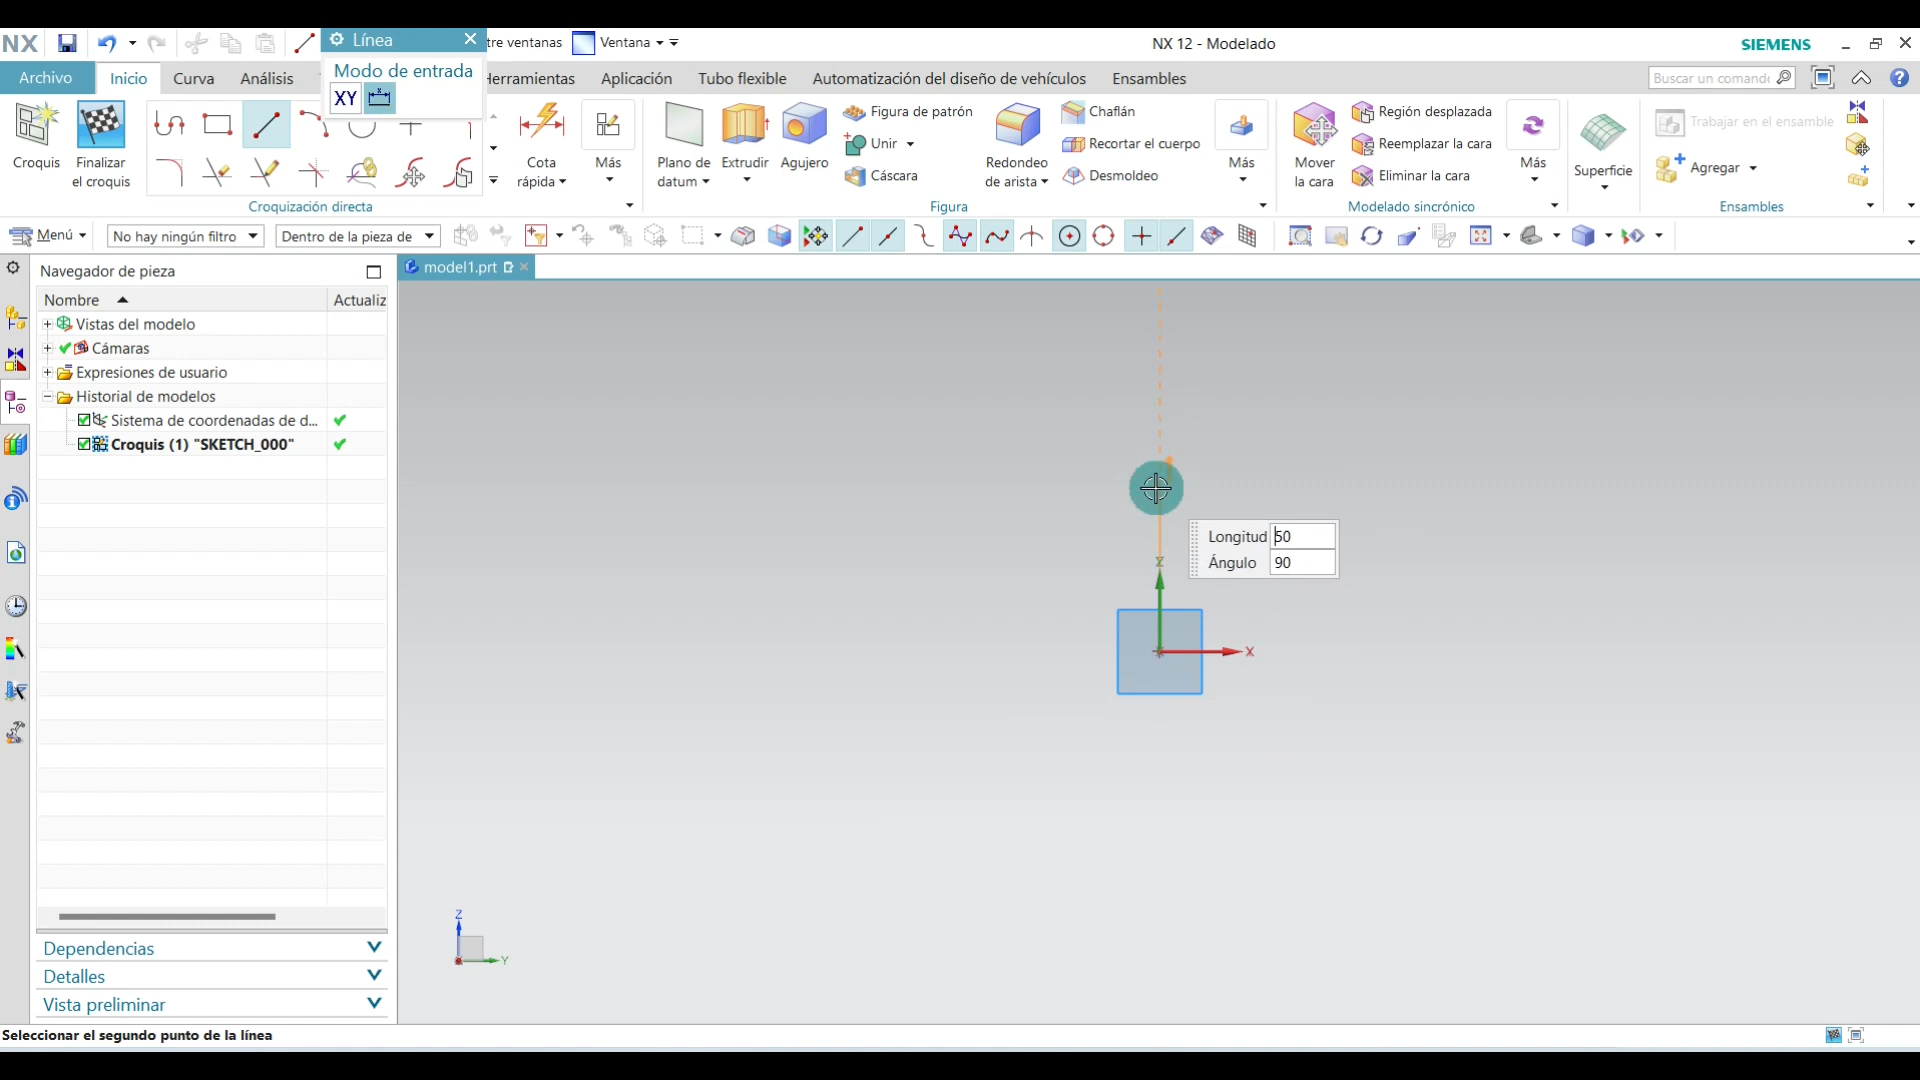 NX
Línea
tre ventanas
Ventana
NX 12 - Modelado
SIEMENS
Modo de entrada
XY
Archivo
Inicio
Curva
Análisis
Herramientas
Aplicación
Tubo flexible
Automatización del diseño de vehículos
Ensambles
Buscar un comando
Croquis
Finalizar
el croquis
Croquización directa
Cota
rápida
Más
Plano de
datum
Extrudir
Agujero
Figura de patrón
Unir
Cáscara
Redondeo
de arista
Chaflán
Recortar el cuerpo
Desmoldeo
Más
Figura
Mover
la cara
Región desplazada
Reemplazar la cara
Eliminar la cara
Más
Modelado sincrónico
Superficie
Trabajar en el ensamble
Agregar
Ensambles
Menú
No hay ningún filtro
Dentro de la pieza de
Navegador de pieza
model1.prt
Nombre
Actualiz
Vistas del modelo
Cámaras
Expresiones de usuario
Historial de modelos
Sistema de coordenadas de d...
Croquis (1) "SKETCH_000"
Longitud 50
Ángulo 90
Z
X
Z
Y
Dependencias
Detalles
Vista preliminar
Seleccionar el segundo punto de la línea